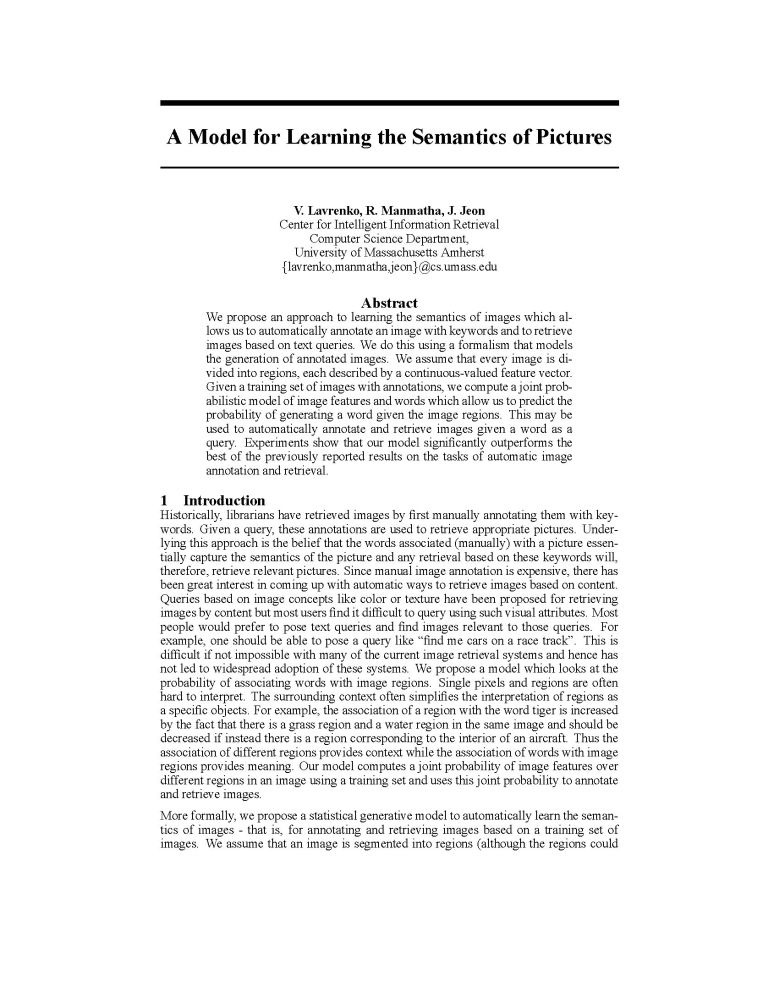 A Model for Learning the Semantics of Pictures
V. Lavrenko, R. Manmatha, J. Jeon
Center for Intelligent Information Retrieval
Computer Science Department,
University of Massachusetts Amherst
{lavrenko,manmatha,jeon}@cs.umass.edu
Abstract
We propose an approach to learning the semantics of images which al-
lows us to automatically annotate an image with keywords and to retrieve
images based on text queries. We do this using a formalism that models
the generation of annotated images. We assume that every image is di-
vided into regions, each described by a continuous-valued feature vector.
Given a training set of images with annotations, we compute a joint prob-
abilistic model of image features and words which allow us to predict the
probability of generating a word given the image regions. This may be
used to automatically annotate and retrieve images given a word as a
query. Experiments show that our model significantly outperforms the
best of the previously reported results on the tasks of automatic image
annotation and retrieval.
1 Introduction
Historically, librarians have retrieved images by first manually annotating them with key-
words. Given a query, these annotations are used to retrieve appropriate pictures. Under-
lying this approach is the belief that the words associated (manually) with a picture essen-
tially capture the semantics of the picture and any retrieval based on these keywords will,
therefore, retrieve relevant pictures. Since manual image annotation is expensive, there has
been great interest in coming up with automatic ways to retrieve images based on content.
Queries based on image concepts like color or texture have been proposed for retrieving
images by content but most users find it difficult to query using such visual attributes. Most
people would prefer to pose text queries and find images relevant to those queries. For
example, one should be able to pose a query like “find me cars on a race track”. This is
difficult if not impossible with many of the current image retrieval systems and hence has
not led to widespread adoption of these systems. We propose a model which looks at the
probability of associating words with image regions. Single pixels and regions are often
hard to interpret. The surrounding context often simplifies the interpretation of regions as
a specific objects. For example, the association of a region with the word tiger is increased
by the fact that there is a grass region and a water region in the same image and should be
decreased if instead there is a region corresponding to the interior of an aircraft. Thus the
association of different regions provides context while the association of words with image
regions provides meaning. Our model computes a joint probability of image features over
different regions in an image using a training set and uses this joint probability to annotate
and retrieve images.
More formally, we propose a statistical generative model to automatically learn the seman-
tics of images - that is, for annotating and retrieving images based on a training set of
images. We assume that an image is segmented into regions (although the regions could